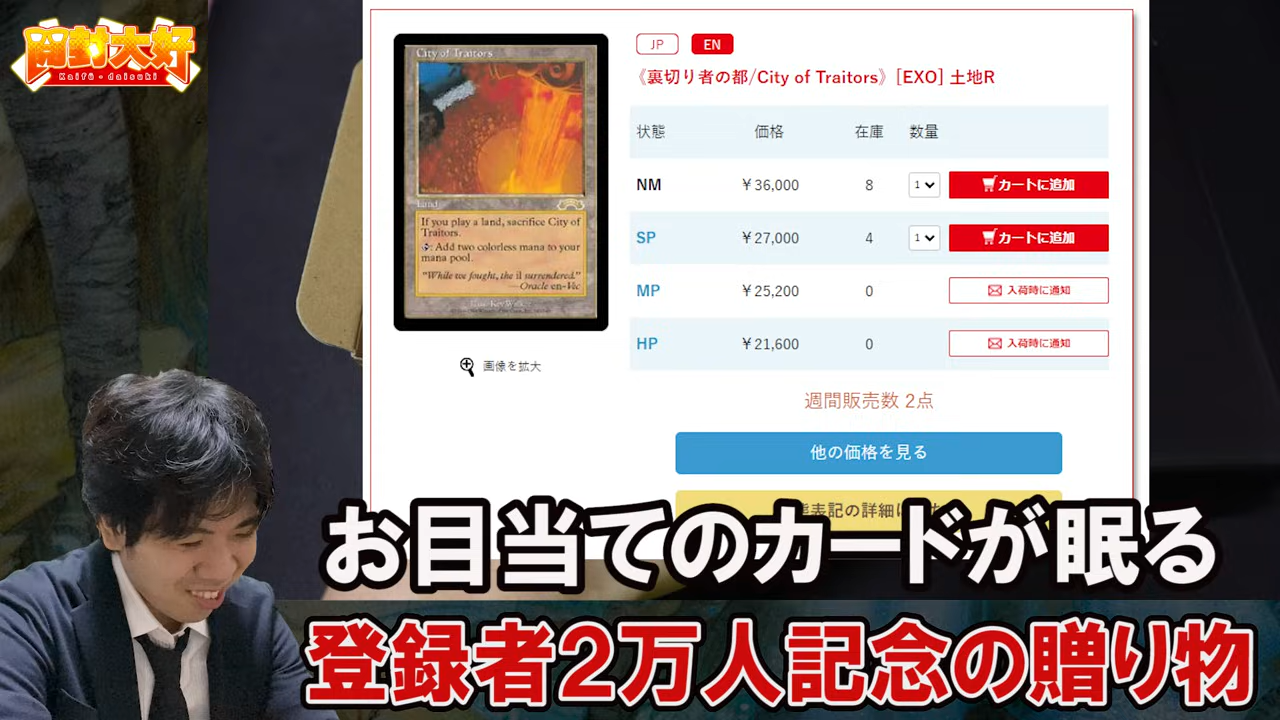 開封大好
Kaifū・daisuki
City of Traitors
Land
If you play a land, sacrifice City of
Traitors.
: Add two colorless mana to your
mana pool.
"While we fought, the il surrendered."
—Oracle en-Vec
画像を拡大
JP EN
《裏切り者の都/City of Traitors》[EXO] 土地R
状態 価格 在庫 数量
NM ¥36,000 8 1 カートに追加
SP ¥27,000 4 1 カートに追加
MP ¥25,200 0 入荷時に通知
HP ¥21,600 0 入荷時に通知
週間販売数 2点
他の価格を見る
表記の詳細
お目当てのカードが眠る
登録者2万人記念の贈り物